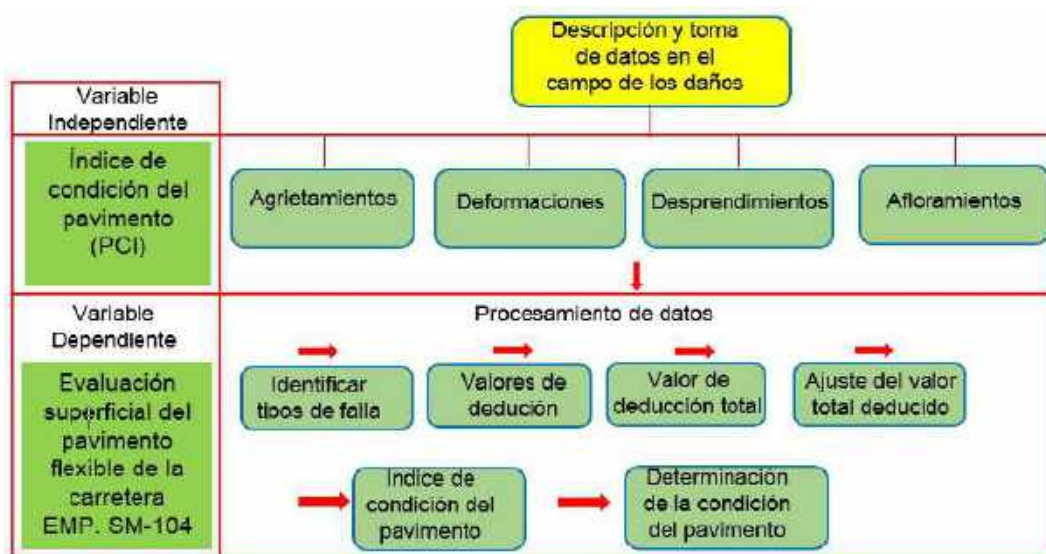 Descripción y toma
de datos en el
campo de los daños
Variable
Independiente
Índice de
condición del
pavimento
(PCI)
Agrietamientos
Deformaciones
Desprendimientos
Afloramientos
Variable
Dependiente
Procesamiento de datos
Evaluación
superficial del
pavimento
flexible de la
carretera
EMP. SM-104
Identificar
tipos de falla
Valores de
dedución
Valor de
deducción total
Ajuste del valor
total deducido
Indice de
condición del
pavimento
Determinación
de la condición
del pavimento